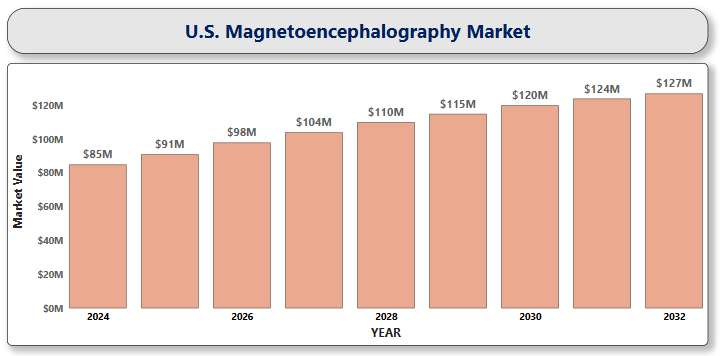 U.S. Magnetoencephalography Market
$127M
$124M
$120M
$115M
$110M
$104M
$98M
$91M
$85M
$120M
$100M
$80M
$60M
$40M
$20M
$0M
Market Value
2024 2026 2028 2030 2032
YEAR